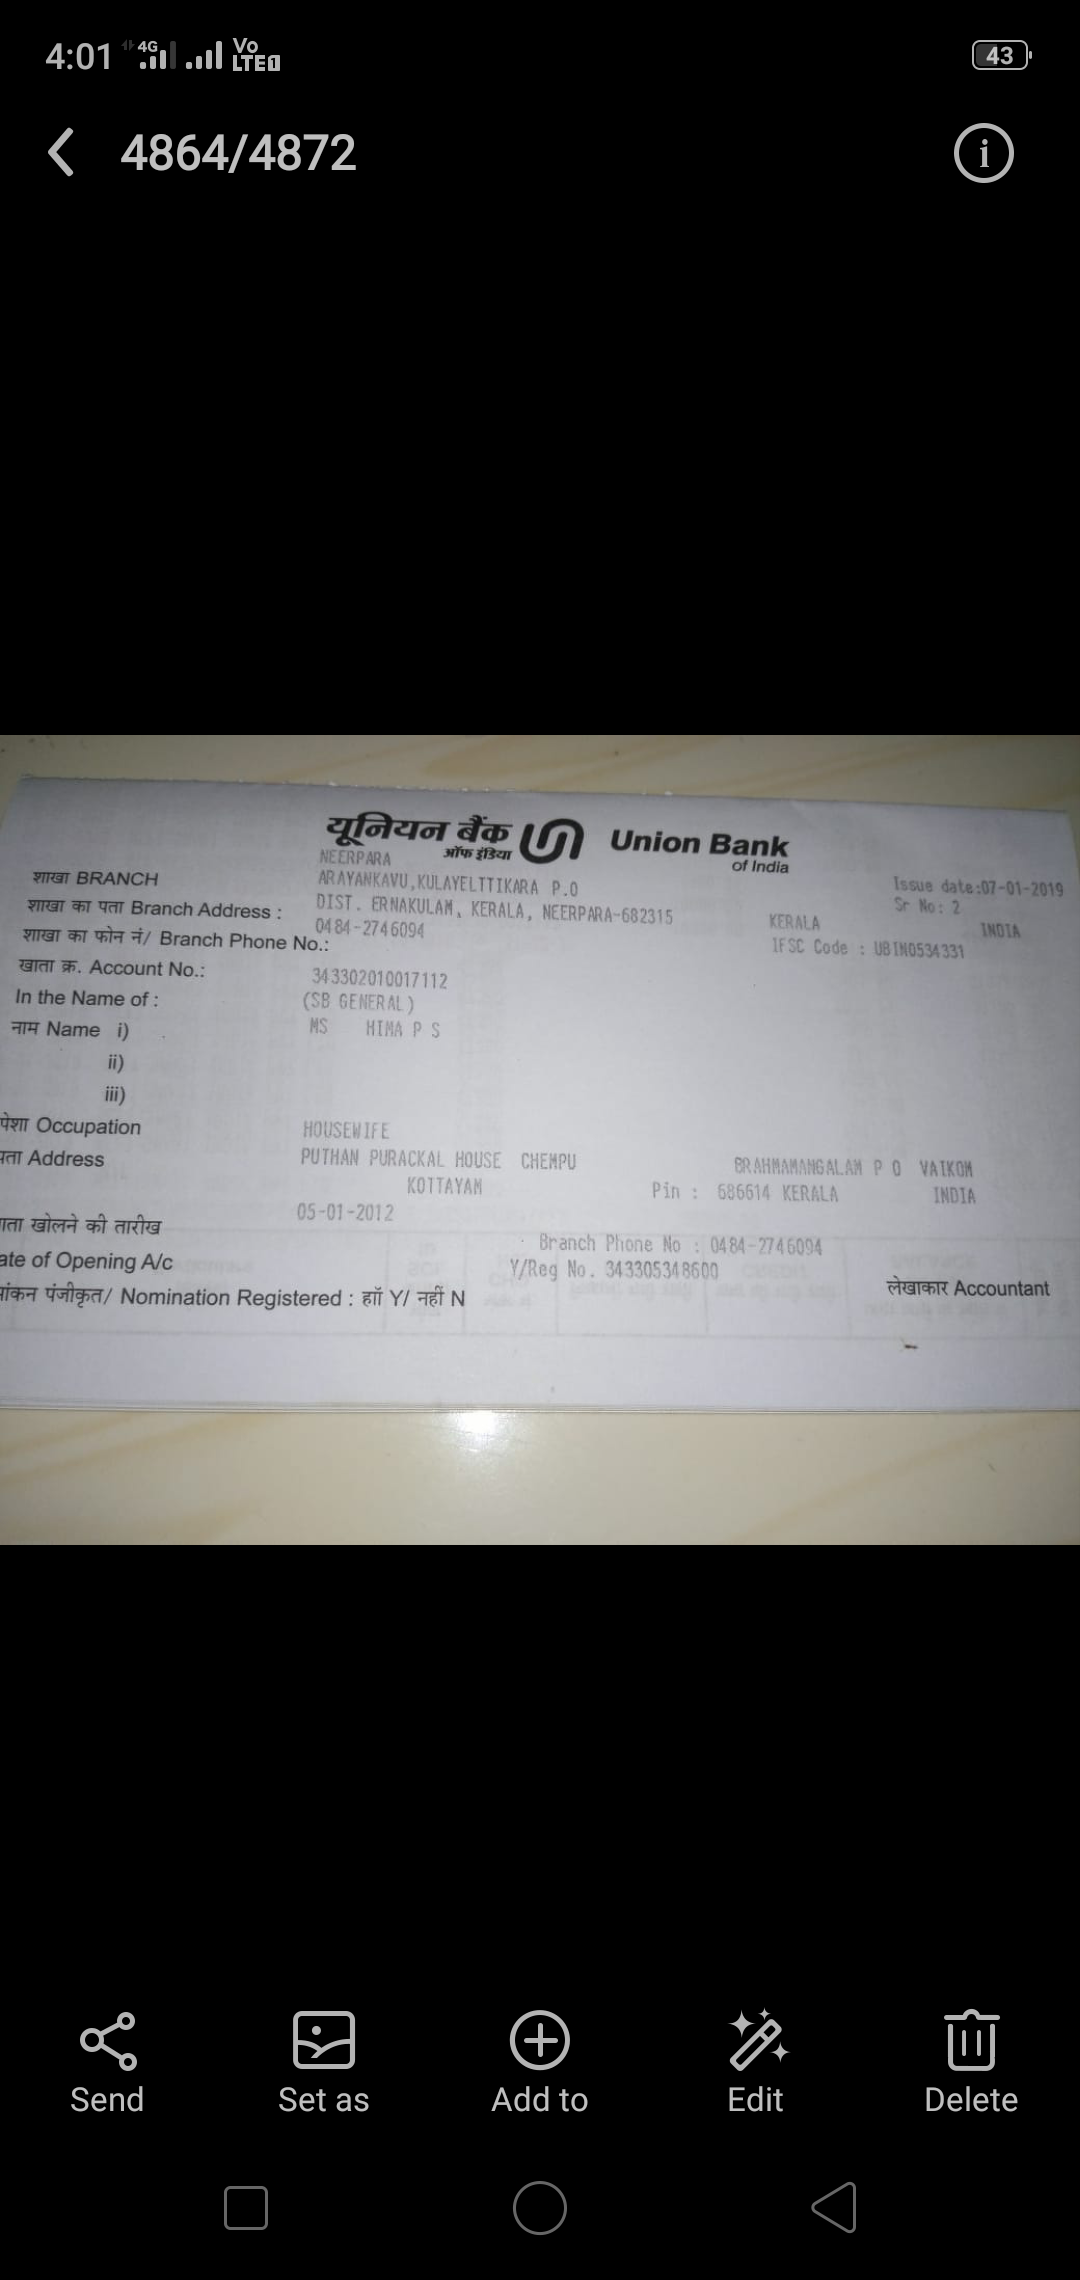 4:01 4G Vo LTE1 43
4864/4872
यूनियन बैंक Union Bank
ऑफ इंडिया of India
NEERPARA
शाखा BRANCH ARAYANKAVU,KULAYELTTIKARA P.O Issue date:07-01-2019
शाखा का पता Branch Address : DIST. ERNAKULAM, KERALA, NEERPARA-682315 Sr No: 2
KERALA INDIA
शाखा का फोन नं/ Branch Phone No.: 0484-2746094 IFSC Code : UBIN0534331
खाता क्र. Account No.: 343302010017112
In the Name of : (SB GENERAL)
नाम Name i) MS HIMA P S
ii)
iii)
पेशा Occupation HOUSEWIFE
पता Address PUTHAN PURACKAL HOUSE CHEMPU BRAHMAMANGALAM P O VAIKOM
KOTTAYAM Pin : 686614 KERALA INDIA
खोलने की तारीख 05-01-2012
ate of Opening A/c Branch Phone No : 0484-2746094
पंजीकृत/ Nomination Registered : हाॅं Y/ नहीं N Y/Reg No. 343305348600
लेखाकार Accountant
Send Set as Add to Edit Delete